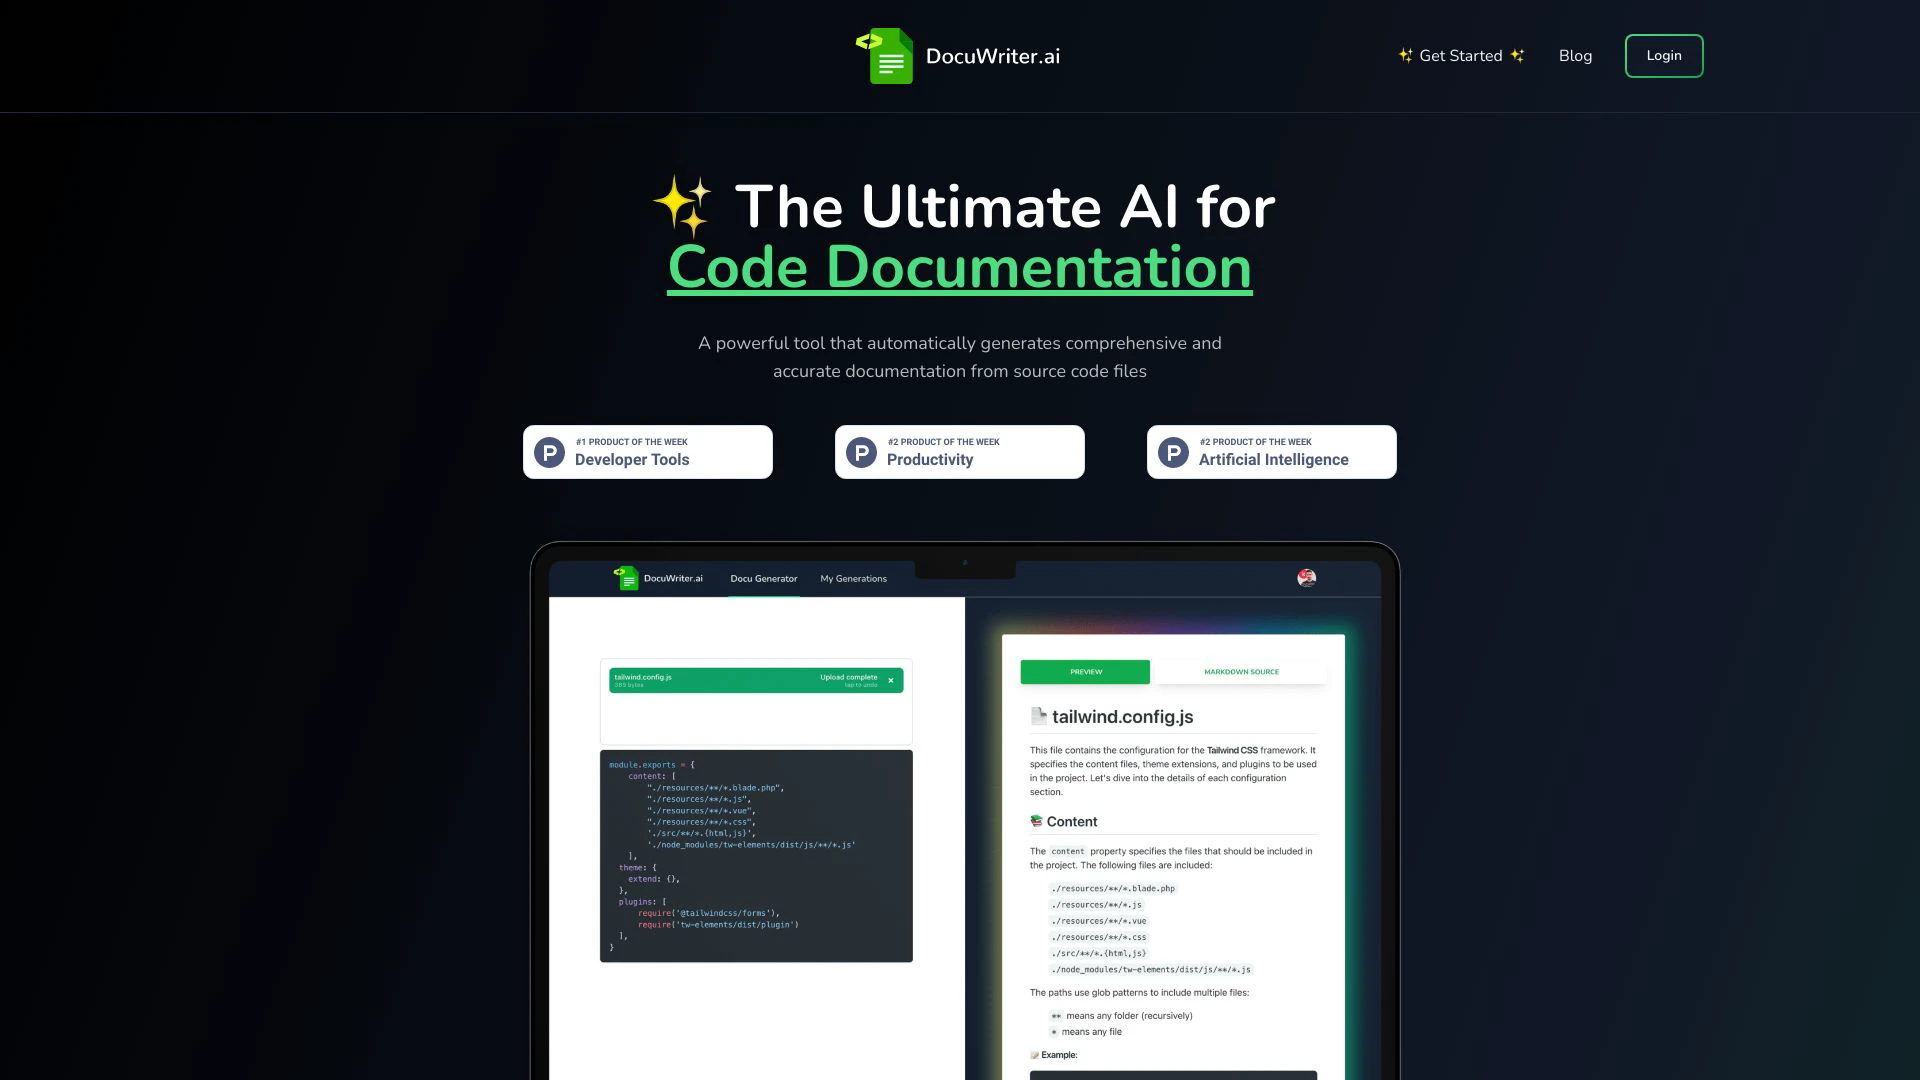 DocuWriter.ai
✨ Get Started ✨
Blog
Login
✨ The Ultimate AI for
Code Documentation
A powerful tool that automatically generates comprehensive and
accurate documentation from source code files
#1 PRODUCT OF THE WEEK
Developer Tools
#2 PRODUCT OF THE WEEK
Productivity
#2 PRODUCT OF THE WEEK
Artificial Intelligence
DocuWriter.ai
Docu Generator
My Generations
tailwind.config.js
389 bytes
Upload complete
tap to undo
module.exports = {
content: [
"./resources/**/*.blade.php",
"./resources/**/*.js",
"./resources/**/*.vue",
"./resources/**/*.css",
'./src/**/*.{html,js}',
'./node_modules/tw-elements/dist/js/**/*.js'
],
theme: {
extend: {},
},
plugins: [
require('@tailwindcss/forms'),
require('tw-elements/dist/plugin')
],
}
PREVIEW
MARKDOWN SOURCE
tailwind.config.js
This file contains the configuration for the Tailwind CSS framework. It
specifies the content files, theme extensions, and plugins to be used
in the project. Let's dive into the details of each configuration
section.
Content
The content property specifies the files that should be included in
the project. The following files are included:
./resources/**/*.blade.php
./resources/**/*.js
./resources/**/*.vue
./resources/**/*.css
./src/**/*.{html,js}
./node_modules/tw-elements/dist/js/**/*.js
The paths use glob patterns to include multiple files:
** means any folder (recursively)
* means any file
Example: